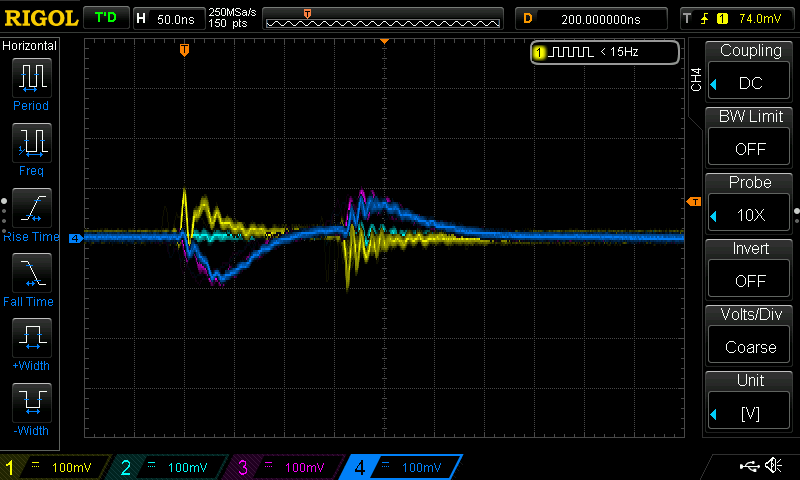 RIGOL T'D H 50.0ns 250MSa/s 150 pts D 200.000000ns T 1 74.0mV
Horizontal
Period
Freq
Rise Time
Fall Time
+Width
-Width
T
1 < 15Hz
4
T
CH4
Coupling
DC
BW Limit
OFF
Probe
10X
Invert
OFF
Volts/Div
Coarse
Unit
[V]
1 100mV 2 100mV 3 100mV 4 100mV